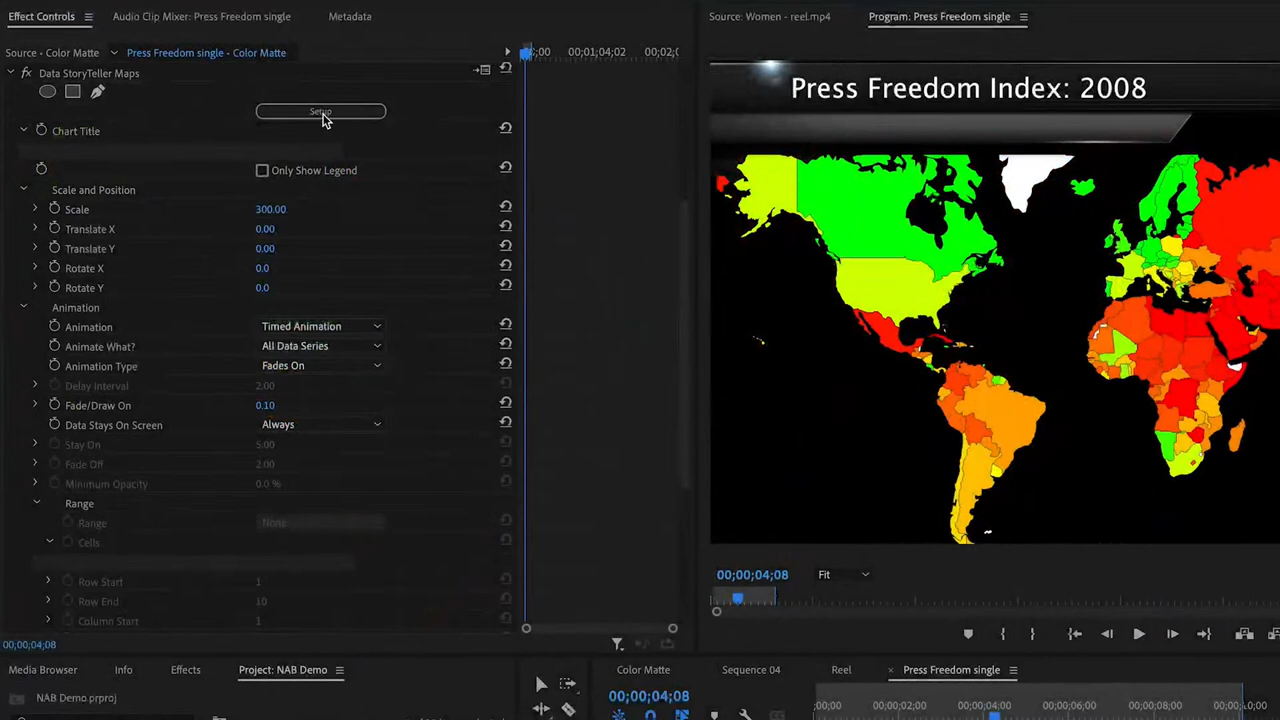 Effect Controls
Audio Clip Mixer: Press Freedom single
Metadata
Source: Women - reel.mp4
Program: Press Freedom single
Source - Color Matte
Press Freedom single - Color Matte
00;00
00;01;04;02
Data StoryTeller Maps
Setup
Chart Title
Only Show Legend
Scale and Position
Scale 300.00
Translate X 0.00
Translate Y 0.00
Rotate X 0.0
Rotate Y 0.0
Animation
Animation Timed Animation
Animate What? All Data Series
Animation Type Fades On
Delay Interval 2.00
Fade/Draw On 0.10
Data Stays On Screen Always
Stay On 5.00
Fade Off 2.00
Minimum Opacity 0.0 %
Range
Range None
Cells
Row Start 1
Row End 10
Column Start 1
00;00;04;08
Press Freedom Index: 2008
00;00;04;08
Fit
Media Browser
Info
Effects
Project: NAB Demo
NAB Demo.prproj
Color Matte
Sequence 04
Reel
Press Freedom single
00;00;04;08
00;00;02;00
00;00;04;00
00;00;06;00
00;00;08;00